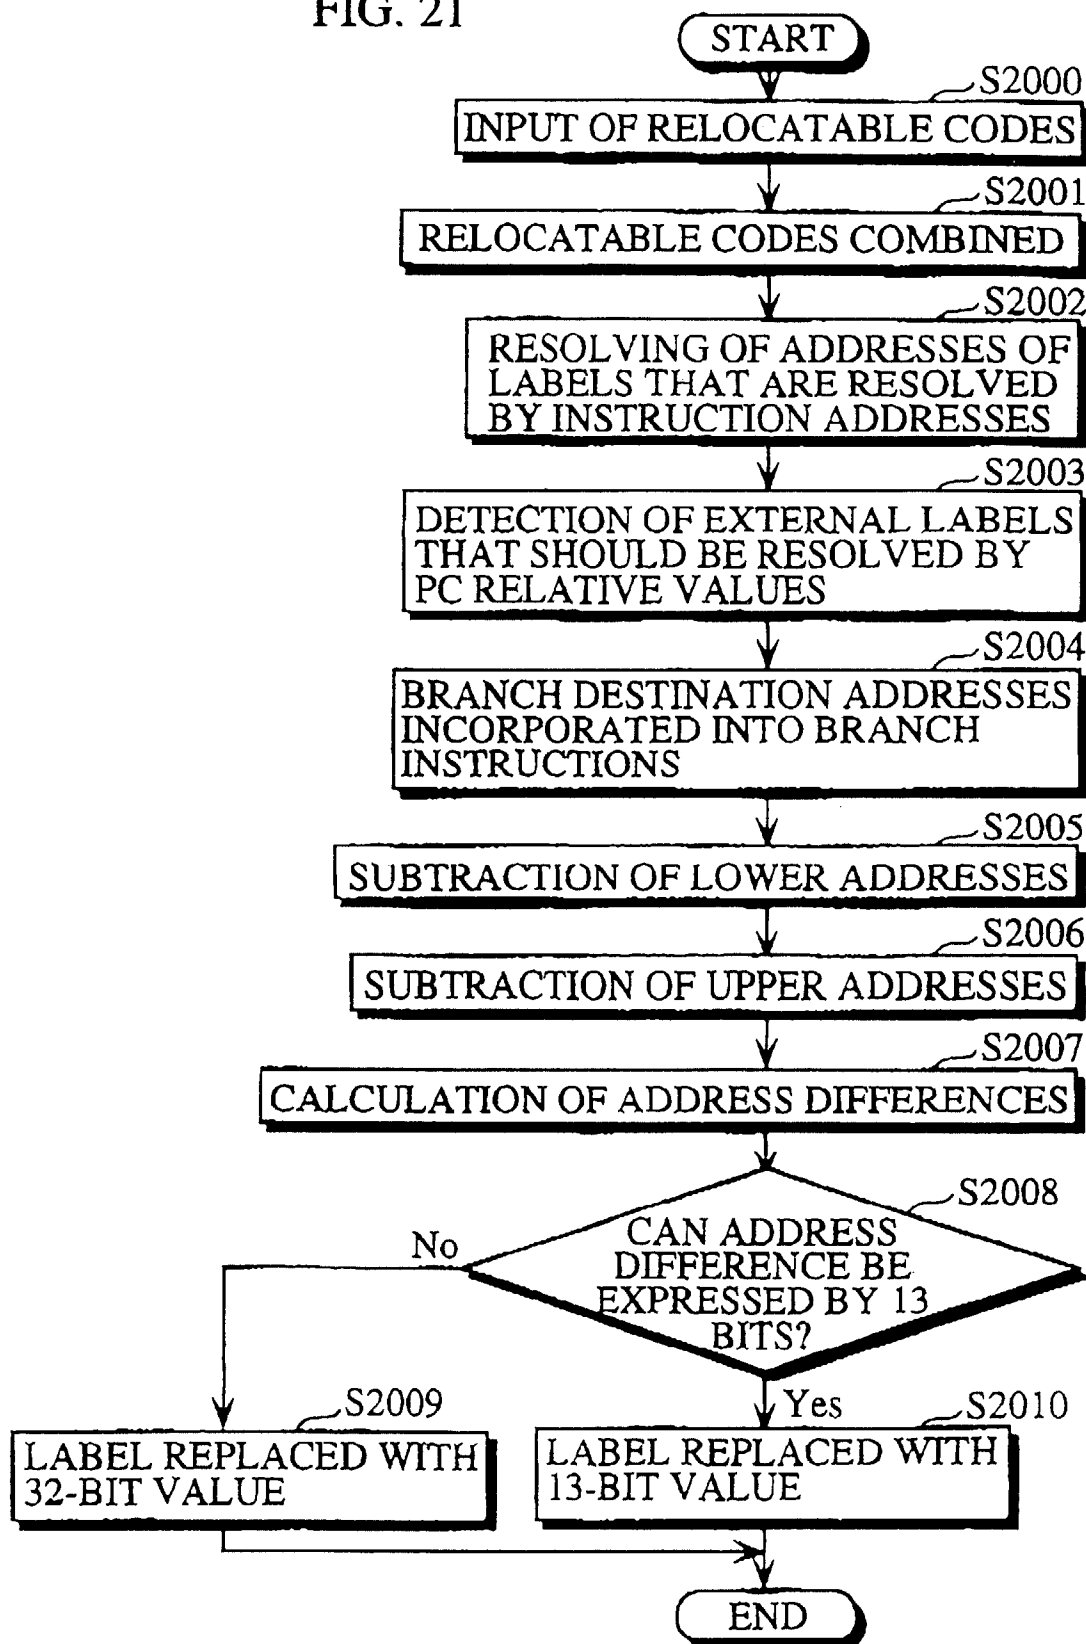 FIG. 21
START
S2000
INPUT OF RELOCATABLE CODES
S2001
RELOCATABLE CODES COMBINED
S2002
RESOLVING OF ADDRESSES OF
LABELS THAT ARE RESOLVED
BY INSTRUCTION ADDRESSES
S2003
DETECTION OF EXTERNAL LABELS
THAT SHOULD BE RESOLVED BY
PC RELATIVE VALUES
S2004
BRANCH DESTINATION ADDRESSES
INCORPORATED INTO BRANCH
INSTRUCTIONS
S2005
SUBTRACTION OF LOWER ADDRESSES
S2006
SUBTRACTION OF UPPER ADDRESSES
S2007
CALCULATION OF ADDRESS DIFFERENCES
S2008
CAN ADDRESS
DIFFERENCE BE
EXPRESSED BY 13
BITS?
No
Yes
S2009
LABEL REPLACED WITH
32-BIT VALUE
S2010
LABEL REPLACED WITH
13-BIT VALUE
END